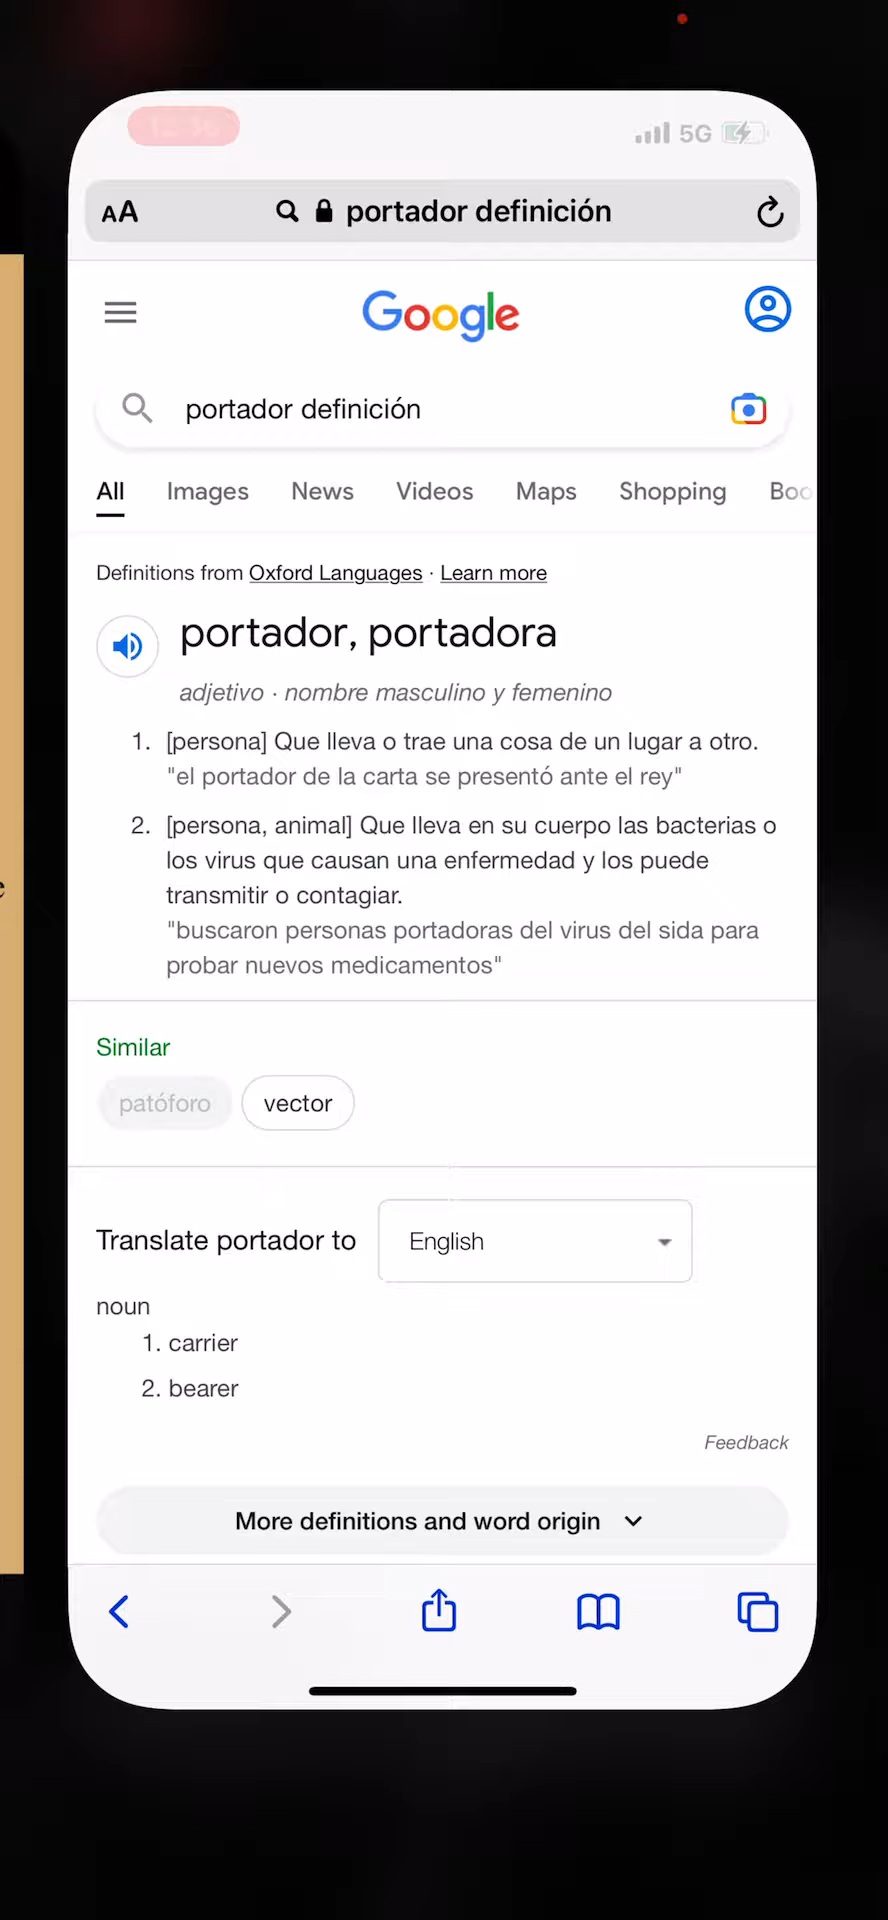 5G
AA portador definición
Google
portador definición
All Images News Videos Maps Shopping Boo
Definitions from Oxford Languages · Learn more
portador, portadora
adjetivo · nombre masculino y femenino
1. [persona] Que lleva o trae una cosa de un lugar a otro.
"el portador de la carta se presentó ante el rey"
2. [persona, animal] Que lleva en su cuerpo las bacterias o
los virus que causan una enfermedad y los puede
transmitir o contagiar.
"buscaron personas portadoras del virus del sida para
probar nuevos medicamentos"
Similar
patóforo vector
Translate portador to English
noun
1. carrier
2. bearer
Feedback
More definitions and word origin